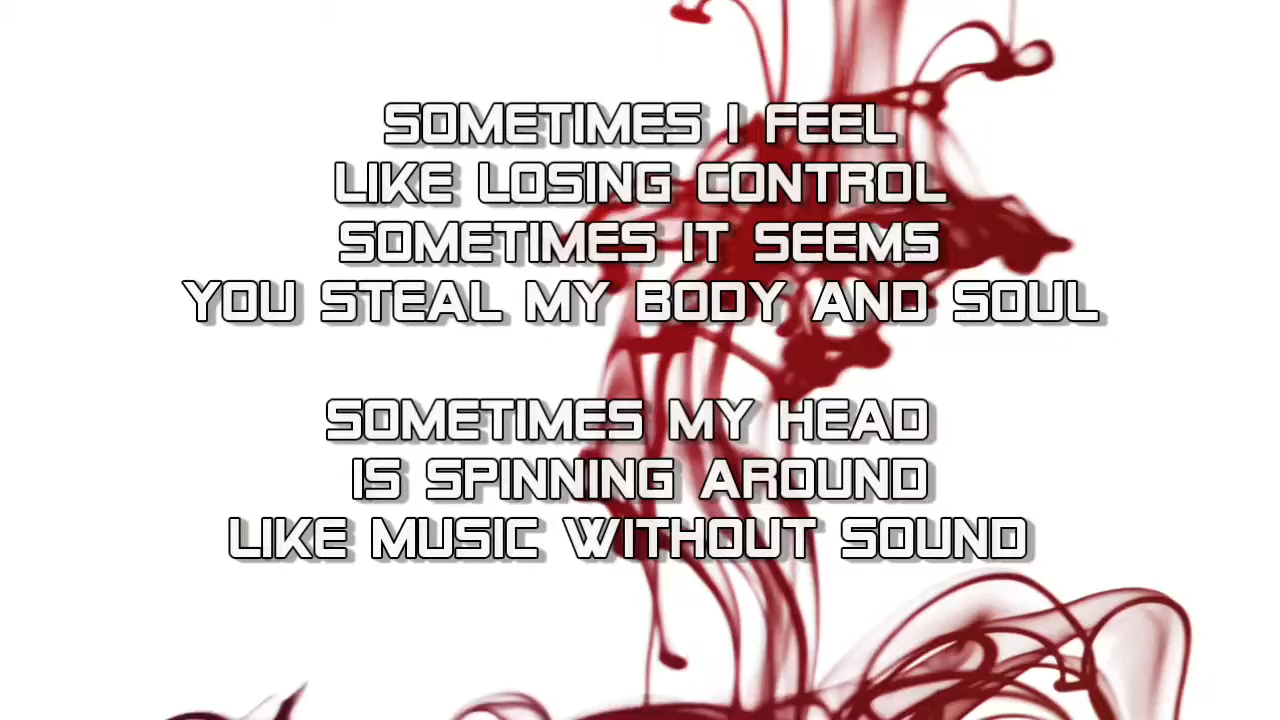 SOMETIMES I FEEL
LIKE LOSING CONTROL
SOMETIMES IT SEEMS
YOU STEAL MY BODY AND SOUL
SOMETIMES MY HEAD
IS SPINNING AROUND
LIKE MUSIC WITHOUT SOUND